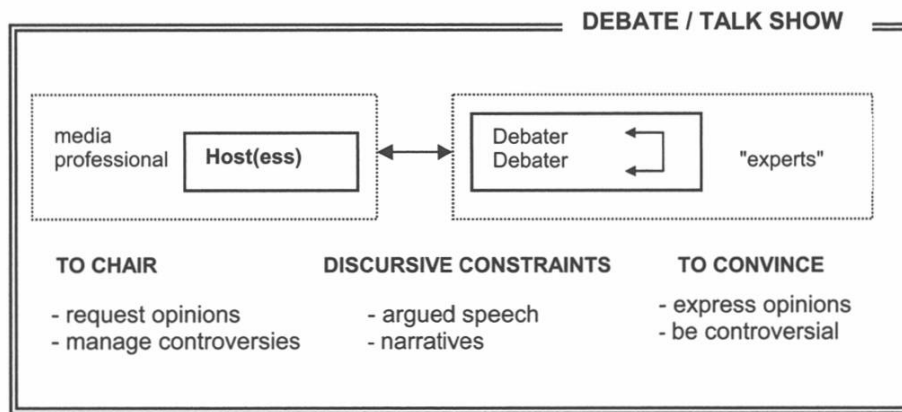 DEBATE / TALK SHOW
media
professional
Host(ess)
Debater
Debater
"experts"
TO CHAIR
- request opinions
- manage controversies
DISCURSIVE CONSTRAINTS
- argued speech
- narratives
TO CONVINCE
- express opinions
- be controversial